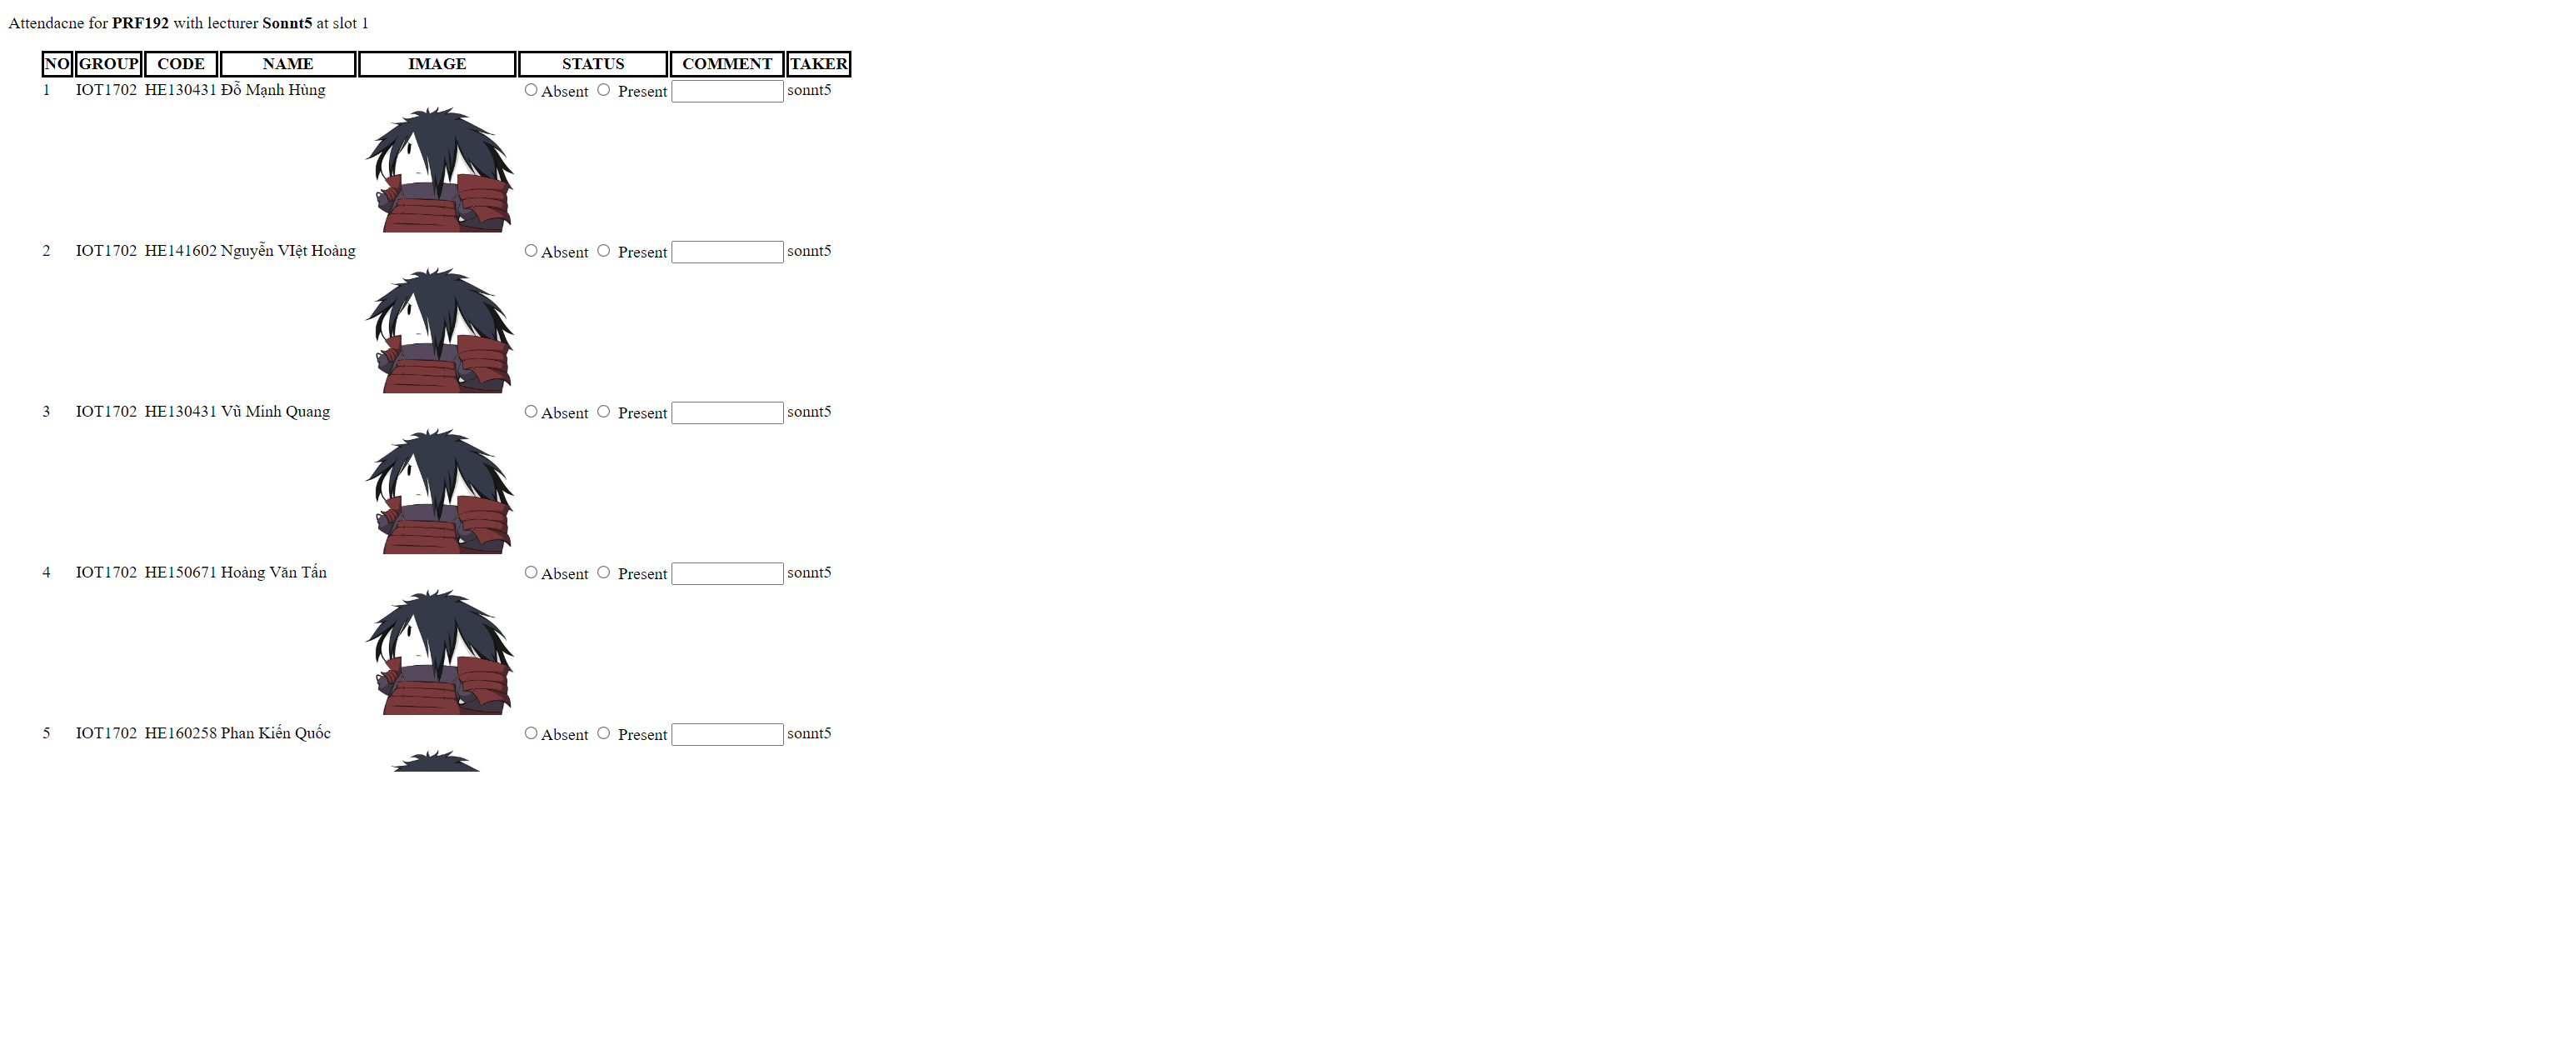 Attendacne for PRF192 with lecturer Sonnt5 at slot 1
NO GROUP CODE NAME IMAGE STATUS COMMENT TAKER
1 IOT1702 HE130431 Đỗ Mạnh Hùng Absent Present sonnt5
2 IOT1702 HE141602 Nguyễn VIệt Hoàng Absent Present sonnt5
3 IOT1702 HE130431 Vũ Minh Quang Absent Present sonnt5
4 IOT1702 HE150671 Hoàng Văn Tấn Absent Present sonnt5
5 IOT1702 HE160258 Phan Kiến Quốc Absent Present sonnt5